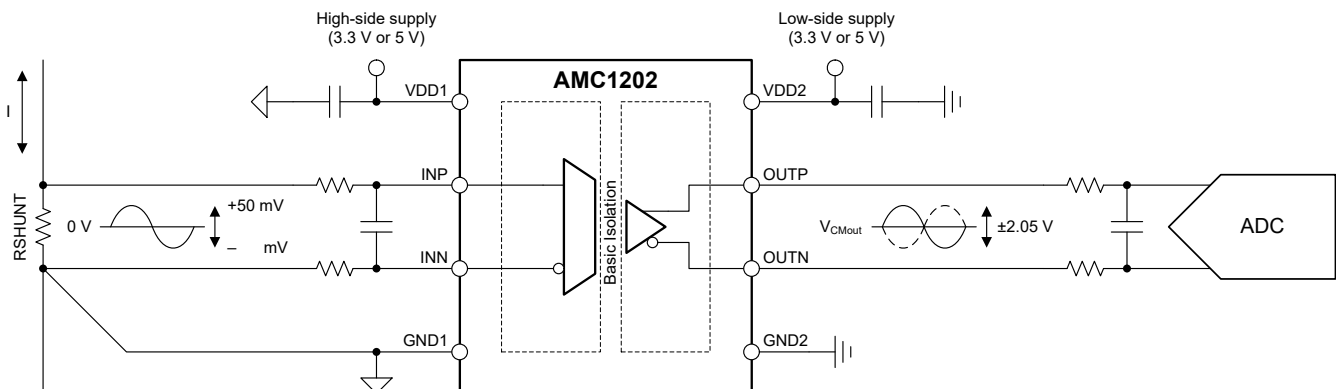 High-side supply
(3.3 V or 5 V)
Low-side supply
(3.3 V or 5 V)
AMC1202
VDD1
VDD2
I
INP
OUTP
RSHUNT
0 V
+50 mV
– mV
Basic Isolation
VCMout
±2.05 V
ADC
INN
OUTN
GND1
GND2